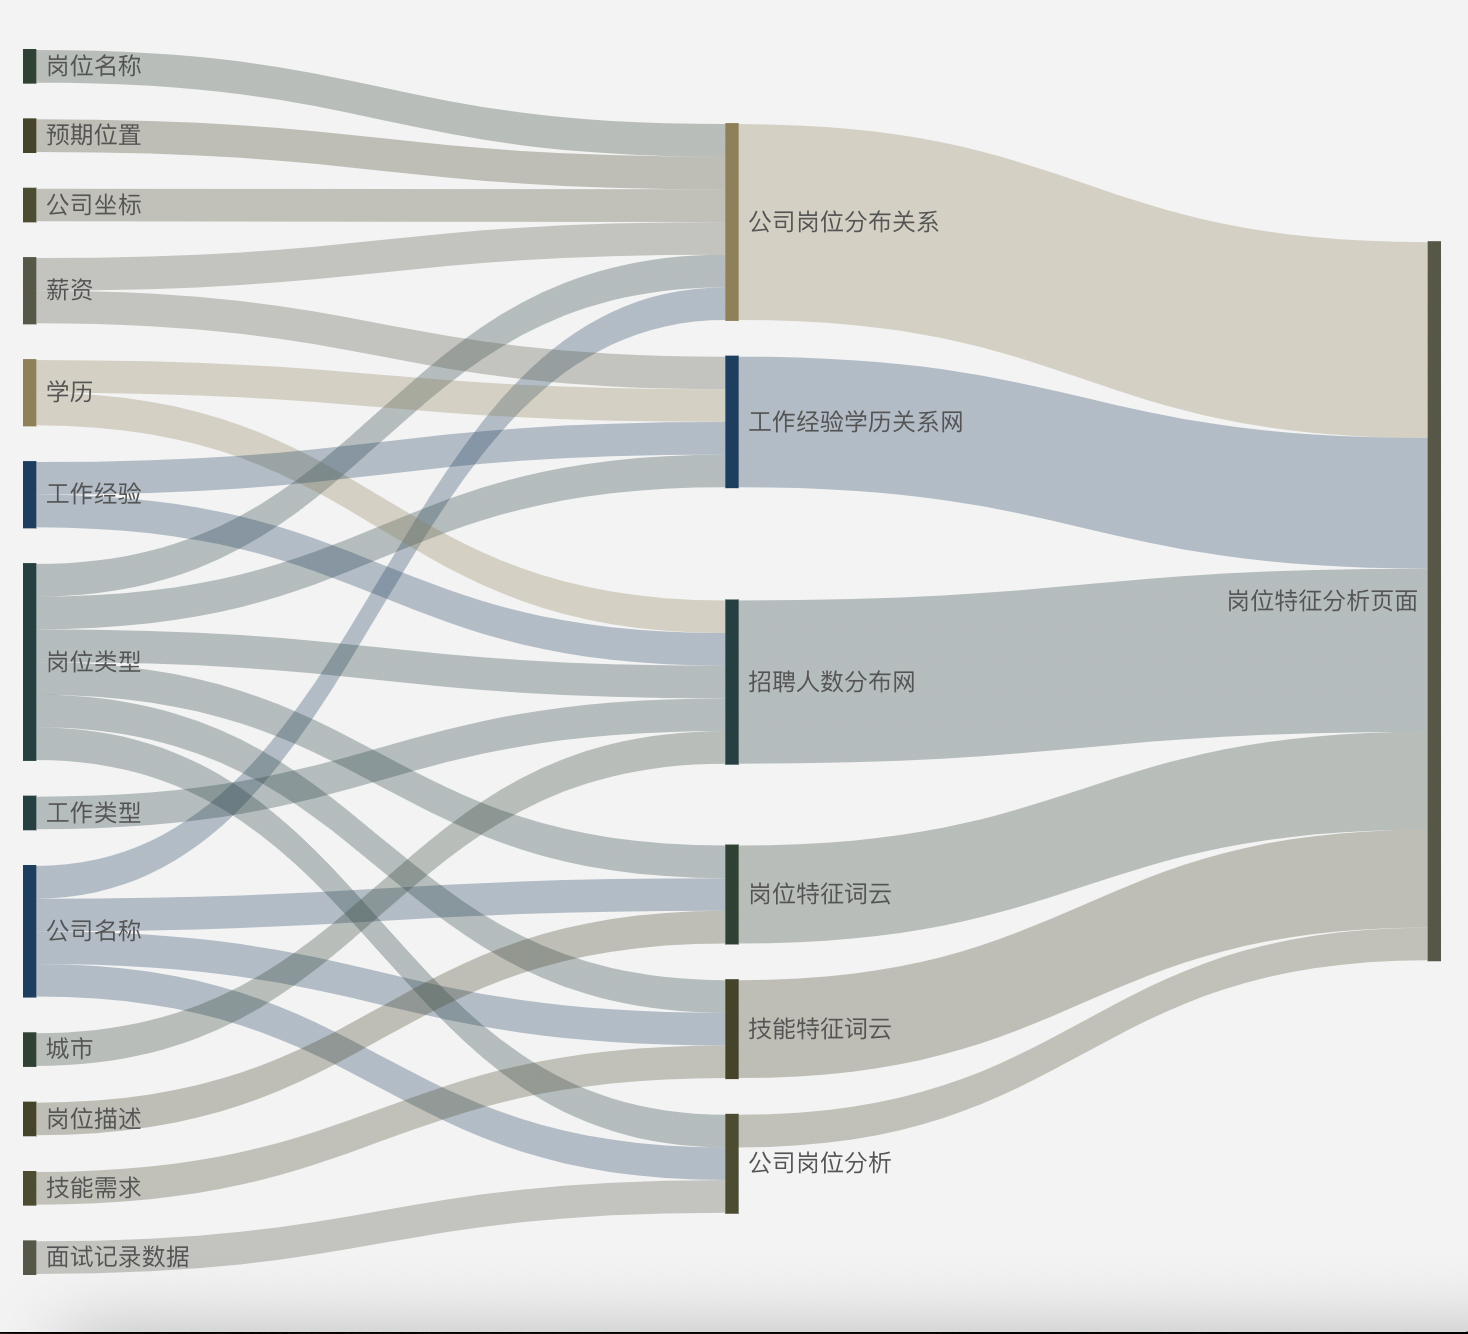 岗位名称
预期位置
公司坐标
薪资
学历
工作经验
岗位类型
工作类型
公司名称
城市
岗位描述
技能需求
面试记录数据
公司岗位分布关系
工作经验学历关系网
招聘人数分布网
岗位特征词云
技能特征词云
公司岗位分析
岗位特征分析页面